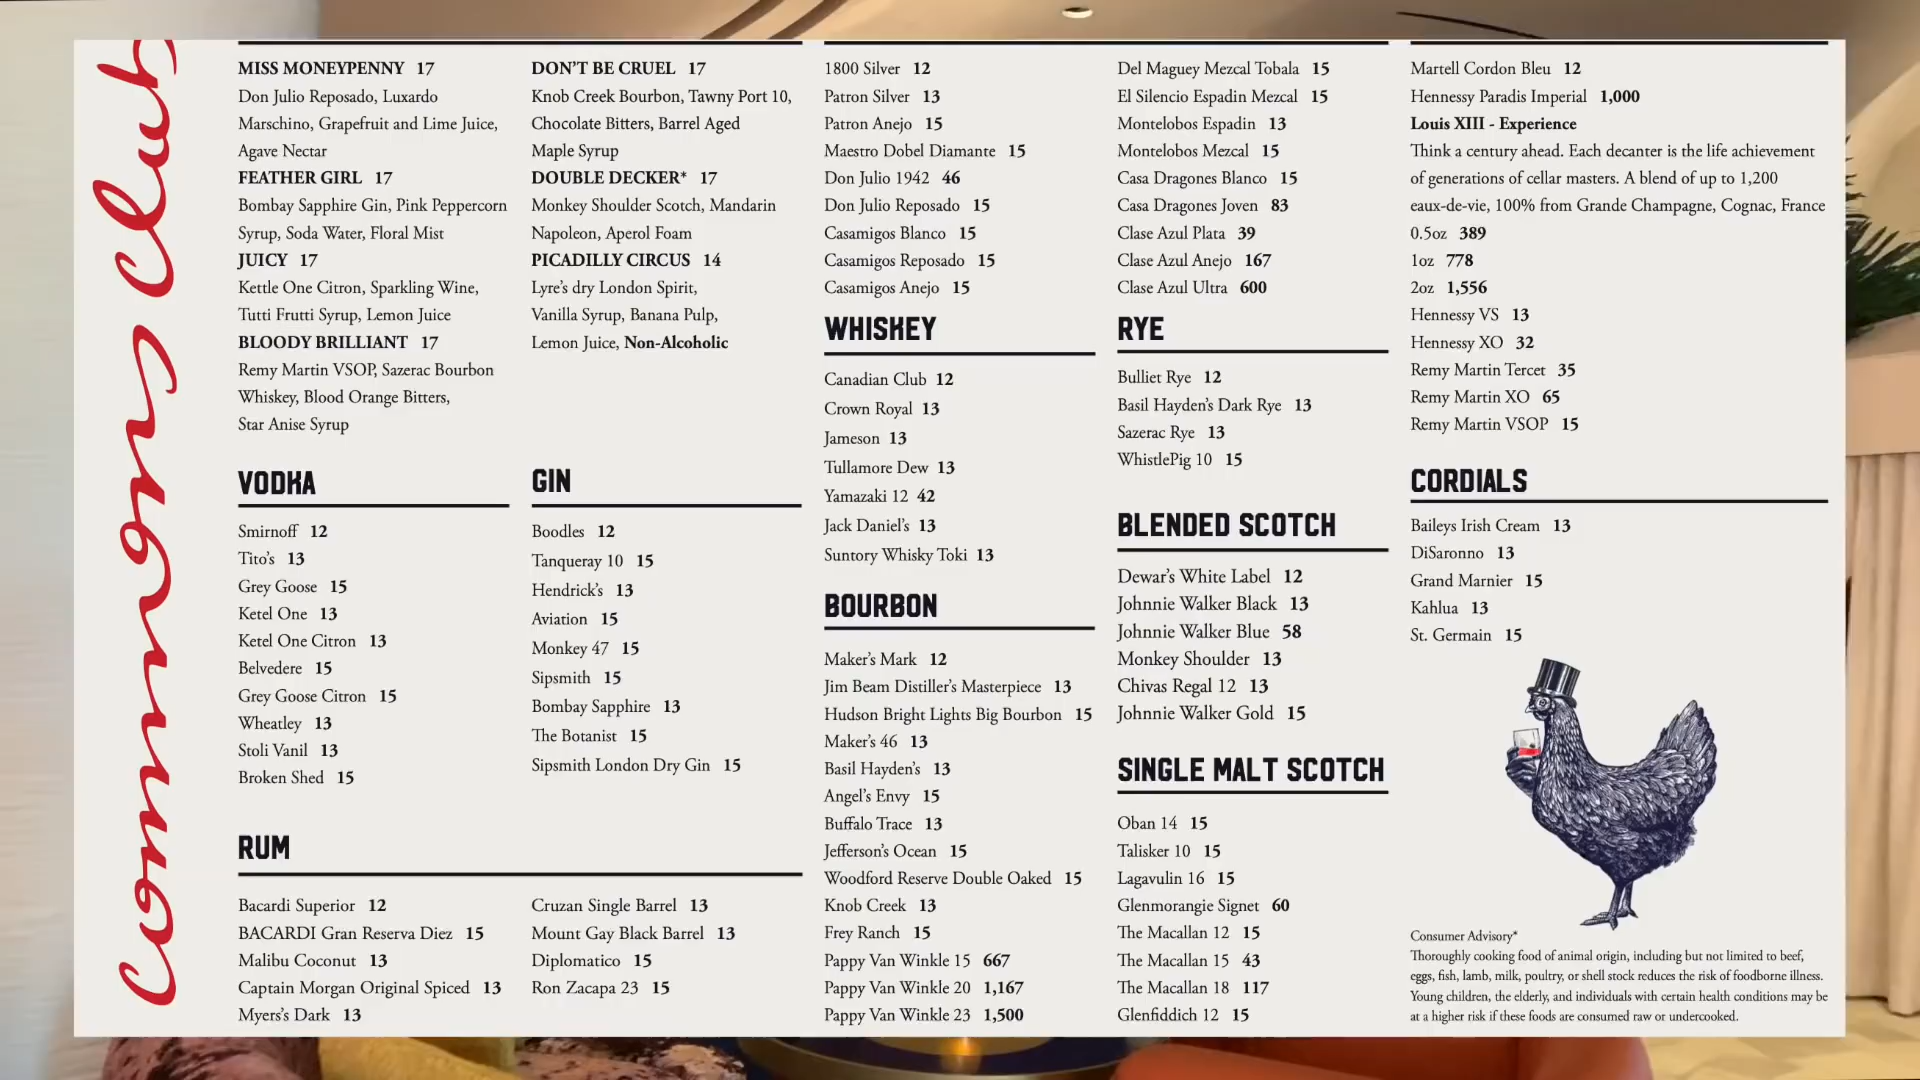 Commons Club
MISS MONEYPENNY 17
Don Julio Reposado, Luxardo
Marschino, Grapefruit and Lime Juice,
Agave Nectar
FEATHER GIRL 17
Bombay Sapphire Gin, Pink Peppercorn
Syrup, Soda Water, Floral Mist
JUICY 17
Kettle One Citron, Sparkling Wine,
Tutti Frutti Syrup, Lemon Juice
BLOODY BRILLIANT 17
Remy Martin VSOP, Sazerac Bourbon
Whiskey, Blood Orange Bitters,
Star Anise Syrup
DON'T BE CRUEL 17
Knob Creek Bourbon, Tawny Port 10,
Chocolate Bitters, Barrel Aged
Maple Syrup
DOUBLE DECKER* 17
Monkey Shoulder Scotch, Mandarin
Napoleon, Aperol Foam
PICADILLY CIRCUS 14
Lyre's dry London Spirit,
Vanilla Syrup, Banana Pulp,
Lemon Juice, Non-Alcoholic
VODKA
Smirnoff 12
Tito's 13
Grey Goose 15
Ketel One 13
Ketel One Citron 13
Belvedere 15
Grey Goose Citron 15
Wheatley 13
Stoli Vanil 13
Broken Shed 15
GIN
Boodles 12
Tanqueray 10 15
Hendrick's 13
Aviation 15
Monkey 47 15
Sipsmith 15
Bombay Sapphire 13
The Botanist 15
Sipsmith London Dry Gin 15
RUM
Bacardi Superior 12
BACARDI Gran Reserva Diez 15
Malibu Coconut 13
Captain Morgan Original Spiced 13
Myers's Dark 13
Cruzan Single Barrel 13
Mount Gay Black Barrel 13
Diplomatico 15
Ron Zacapa 23 15
1800 Silver 12
Patron Silver 13
Patron Anejo 15
Maestro Dobel Diamante 15
Don Julio 1942 46
Don Julio Reposado 15
Casamigos Blanco 15
Casamigos Reposado 15
Casamigos Anejo 15
Del Maguey Mezcal Tobala 15
El Silencio Espadin Mezcal 15
Montelobos Espadin 13
Montelobos Mezcal 15
Casa Dragones Blanco 15
Casa Dragones Joven 83
Clase Azul Plata 39
Clase Azul Anejo 167
Clase Azul Ultra 600
WHISKEY
Canadian Club 12
Crown Royal 13
Jameson 13
Tullamore Dew 13
Yamazaki 12 42
Jack Daniel's 13
Suntory Whisky Toki 13
BOURBON
Maker's Mark 12
Jim Beam Distiller's Masterpiece 13
Hudson Bright Lights Big Bourbon 15
Maker's 46 13
Basil Hayden's 13
Angel's Envy 15
Buffalo Trace 13
Jefferson's Ocean 15
Woodford Reserve Double Oaked 15
Knob Creek 13
Frey Ranch 15
Pappy Van Winkle 15 667
Pappy Van Winkle 20 1,167
Pappy Van Winkle 23 1,500
RYE
Bulliet Rye 12
Basil Hayden's Dark Rye 13
Sazerac Rye 13
WhistlePig 10 15
BLENDED SCOTCH
Dewar's White Label 12
Johnnie Walker Black 13
Johnnie Walker Blue 58
Monkey Shoulder 13
Chivas Regal 12 13
Johnnie Walker Gold 15
SINGLE MALT SCOTCH
Oban 14 15
Talisker 10 15
Lagavulin 16 15
Glenmorangie Signet 60
The Macallan 12 15
The Macallan 15 43
The Macallan 18 117
Glenfiddich 12 15
Martell Cordon Bleu 12
Hennessy Paradis Imperial 1,000
Louis XIII - Experience
Think a century ahead. Each decanter is the life achievement
of generations of cellar masters. A blend of up to 1,200
eaux-de-vie, 100% from Grande Champagne, Cognac, France
0.5oz 389
1oz 778
2oz 1,556
Hennessy VS 13
Hennessy XO 32
Remy Martin Tercet 35
Remy Martin XO 65
Remy Martin VSOP 15
CORDIALS
Baileys Irish Cream 13
DiSaronno 13
Grand Marnier 15
Kahlua 13
St. Germain 15
Consumer Advisory*
Thoroughly cooking food of animal origin, including but not limited to beef,
eggs, fish, lamb, milk, poultry, or shell stock reduces the risk of foodborne illness.
Young children, the elderly, and individuals with certain health conditions may be
at a higher risk if these foods are consumed raw or undercooked.